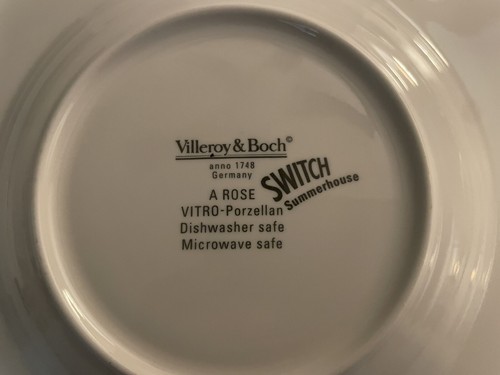 Villeroy & Boch©
anno 1748
Germany
A ROSE
VITRO-Porzellan
Dishwasher safe
Microwave safe
SWITCH
Summerhouse